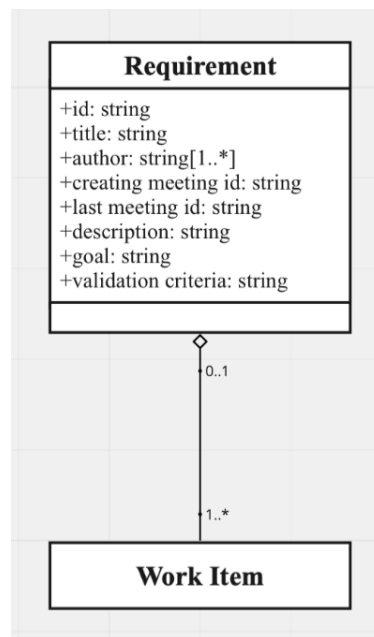 Requirement
+id: string
+title: string
+author: string[1..*]
+creating meeting id: string
+last meeting id: string
+description: string
+goal: string
+validation criteria: string
0..1
1..*
Work Item